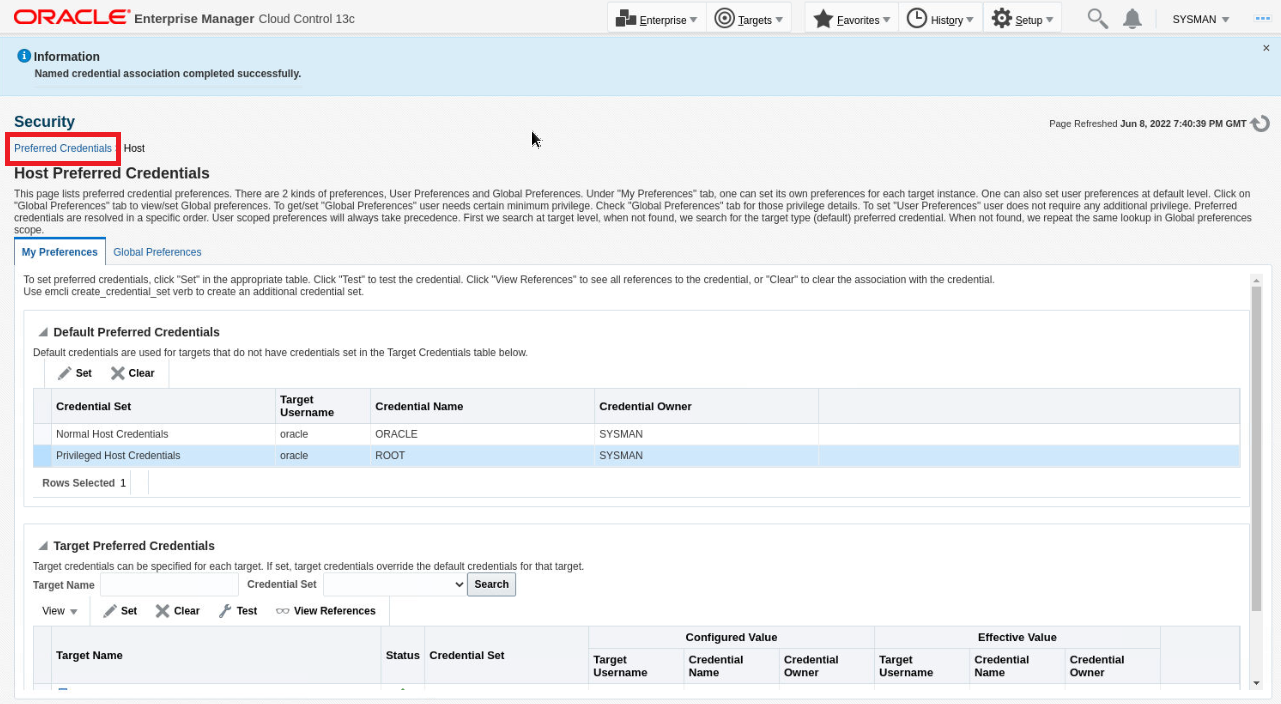 ORACLE® Enterprise Manager Cloud Control 13c
Enterprise Targets Favorites History Setup SYSMAN
Information
Named credential association completed successfully.
Security
Page Refreshed Jun 8, 2022 7:40:39 PM GMT
Preferred Credentials Host
Host Preferred Credentials
This page lists preferred credential preferences. There are 2 kinds of preferences, User Preferences and Global Preferences. Under "My Preferences" tab, one can set its own preferences for each target instance. One can also set user preferences at default level. Click on
"Global Preferences" tab to view/set Global preferences. To get/set "Global Preferences" user needs certain minimum privilege. Check "Global Preferences" tab for those privilege details. To set "User Preferences" user does not require any additional privilege. Preferred
credentials are resolved in a specific order. User scoped preferences will always take precedence. First we search at target level, when not found, we search for the target type (default) preferred credential. When not found, we repeat the same lookup in Global preferences
scope.
My Preferences Global Preferences
To set preferred credentials, click "Set" in the appropriate table. Click "Test" to test the credential. Click "View References" to see all references to the credential, or "Clear" to clear the association with the credential.
Use emcli create_credential_set verb to create an additional credential set.
Default Preferred Credentials
Default credentials are used for targets that do not have credentials set in the Target Credentials table below.
Set Clear
Credential Set Target Username Credential Name Credential Owner
Normal Host Credentials oracle ORACLE SYSMAN
Privileged Host Credentials oracle ROOT SYSMAN
Rows Selected 1
Target Preferred Credentials
Target credentials can be specified for each target. If set, target credentials override the default credentials for that target.
Target Name Credential Set Search
View Set Clear Test View References
Configured Value Effective Value
Target Name Status Credential Set
Target Username Credential Name Credential Owner Target Username Credential Name Credential Owner